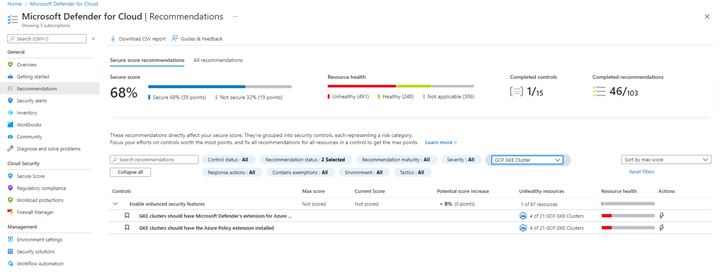 Home > Microsoft Defender for Cloud
Microsoft Defender for Cloud | Recommendations ...
Showing 3 subscriptions
Search (Ctrl+/)
Download CSV report
Guides & Feedback
General
Overview
Getting started
Recommendations
Security alerts
Inventory
Workbooks
Community
Diagnose and solve problems
Cloud Security
Secure Score
Regulatory compliance
Workload protections
Firewall Manager
Management
Environment settings
Security solutions
Workflow automation
Secure score recommendations All recommendations
Secure score
68%
Secure 68% (39 points) Not secure 32% (19 points)
Resource health
Unhealthy (491) Healthy (248) Not applicable (306)
Completed controls
1/15
Completed recommendations
46/103
These recommendations directly affect your secure score. They're grouped into security controls, each representing a risk category.
Focus your efforts on controls worth the most points, and fix all recommendations for all resources in a control to get the max points. Learn more >
Search recommendations
Control status : All
Recommendation status : 2 Selected
Recommendation maturity : All
Severity : All
GCP GKE Cluster
Sort by max score
Collapse all
Response actions : All
Contains exemptions : All
Environment : All
Tactics : All
Reset filters
Controls Max score Current Score Potential score increase Unhealthy resources Resource health Actions
Enable enhanced security features Not scored Not scored + 0% (0 points) 1 of 87 resources
GKE clusters should have Microsoft Defender's extension for Azure ... 4 of 21 GCP GKE Clusters
GKE clusters should have the Azure Policy extension installed 4 of 21 GCP GKE Clusters